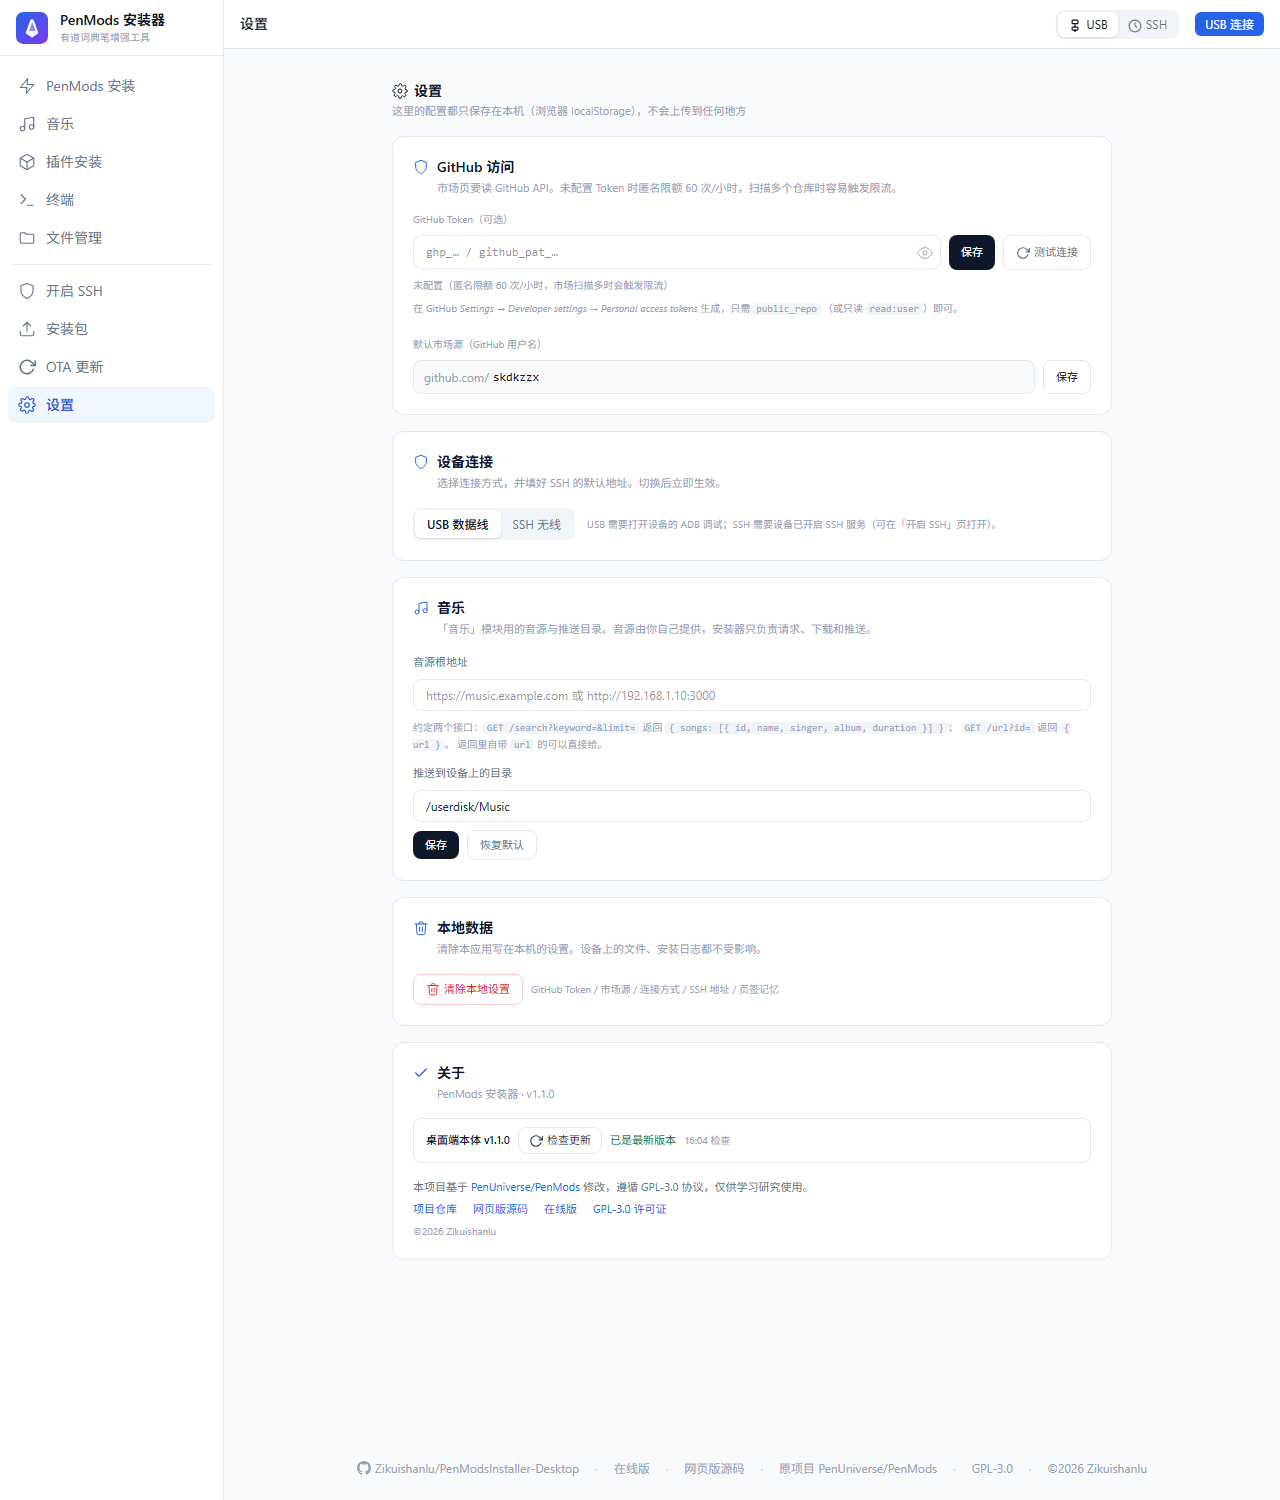 PenMods 安装器
有道词典笔增强工具
设置
USB
SSH
USB 连接
PenMods 安装
音乐
插件安装
终端
文件管理
开启 SSH
安装包
OTA 更新
设置
设置
这里的配置都只保存在本机（浏览器 localStorage），不会上传到任何地方
GitHub 访问
市场页要读 GitHub API。未配置 Token 时匿名限额 60 次/小时，扫描多个仓库时容易触发限流。
GitHub Token（可选）
ghp_… / github_pat_…
保存
测试连接
未配置（匿名限额 60 次/小时，市场扫描多时会触发限流）
在 GitHub Settings → Developer settings → Personal access tokens 生成，只需 public_repo （或只读 read:user ）即可。
默认市场源（GitHub 用户名）
github.com/ skdkzzx
保存
设备连接
选择连接方式，并填好 SSH 的默认地址。切换后立即生效。
USB 数据线
SSH 无线
USB 需要打开设备的 ADB 调试；SSH 需要设备已开启 SSH 服务（可在「开启 SSH」页打开）。
音乐
「音乐」模块用的音源与推送目录。音源由你自己提供，安装器只负责请求、下载和推送。
音源根地址
https://music.example.com 或 http://192.168.1.10:3000
约定两个接口： GET /search?keyword=&limit= 返回 { songs: [{ id, name, singer, album, duration }] } ； GET /url?id= 返回 {
url } 。 返回里自带 url 的可以直接给。
推送到设备上的目录
/userdisk/Music
保存
恢复默认
本地数据
清除本应用写在本机的设置。设备上的文件、安装日志都不受影响。
清除本地设置
GitHub Token / 市场源 / 连接方式 / SSH 地址 / 页签记忆
关于
PenMods 安装器 · v1.1.0
桌面端本体 v1.1.0
检查更新
已是最新版本
16:04 检查
本项目基于 PenUniverse/PenMods 修改，遵循 GPL-3.0 协议，仅供学习研究使用。
项目仓库 网页版源码 在线版 GPL-3.0 许可证
©2026 Zikuishanlu
Zikuishanlu/PenModsInstaller-Desktop · 在线版 · 网页版源码 · 原项目 PenUniverse/PenMods · GPL-3.0 · ©2026 Zikuishanlu